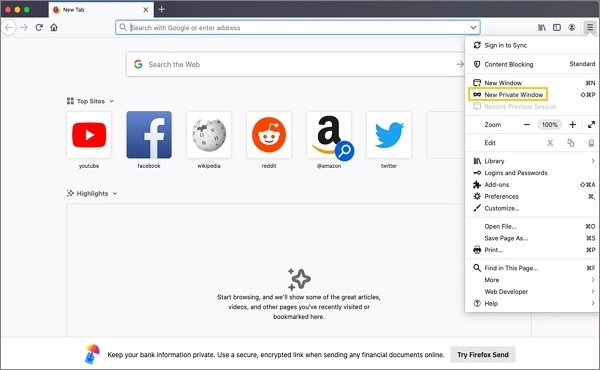 New Tab
Search with Google or enter address
Search the Web
Top Sites
youtube
facebook
wikipedia
reddit
@amazon
twitter
Highlights
Start browsing, and we'll show some of the great articles,
videos, and other pages you've recently visited or
bookmarked here.
Keep your bank information private. Use a secure, encrypted link when sending any financial documents online.
Try Firefox Send
Sign in to Sync
Content Blocking Standard
New Window ⌘N
New Private Window ⇧⌘P
Restore Previous Session
Zoom − 100% +
Edit
Library
Logins and Passwords
Add-ons ⇧⌘A
Preferences ⌘,
Customize...
Open File... ⌘O
Save Page As... ⌘S
Print... ⌘P
Find in This Page... ⌘F
More
Web Developer
Help